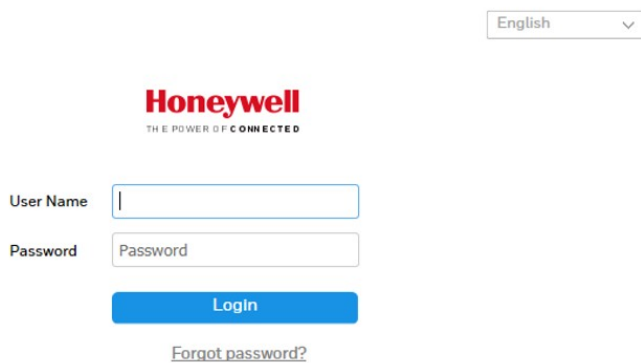 English
Honeywell
THE POWER OF CONNECTED
User Name
Password Password
Login
Forgot password?